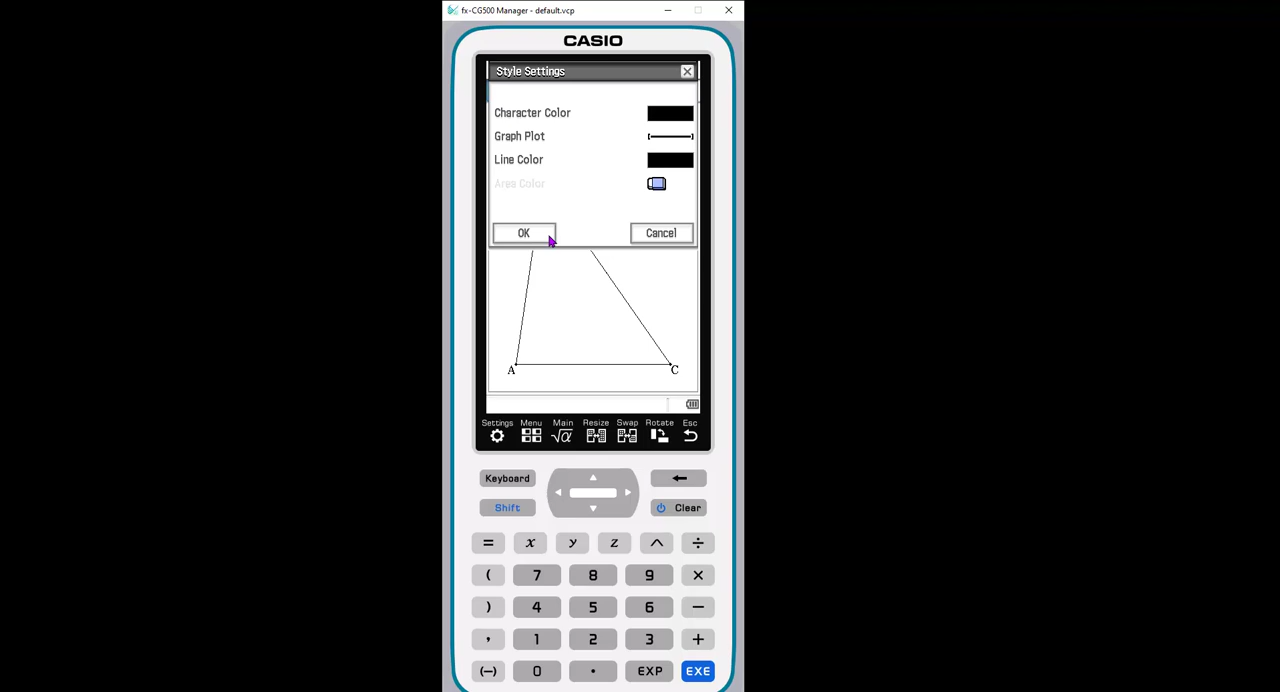 fx-CG500 Manager - default.vcp
CASIO
Style Settings
Character Color
Graph Plot
Line Color
Area Color
OK Cancel
A C
Settings Menu Main Resize Swap Rotate Esc
√α
Keyboard
Shift Clear
= x y z ^ ÷
( 7 8 9 ×
) 4 5 6 −
, 1 2 3 +
(−) 0 . EXP EXE